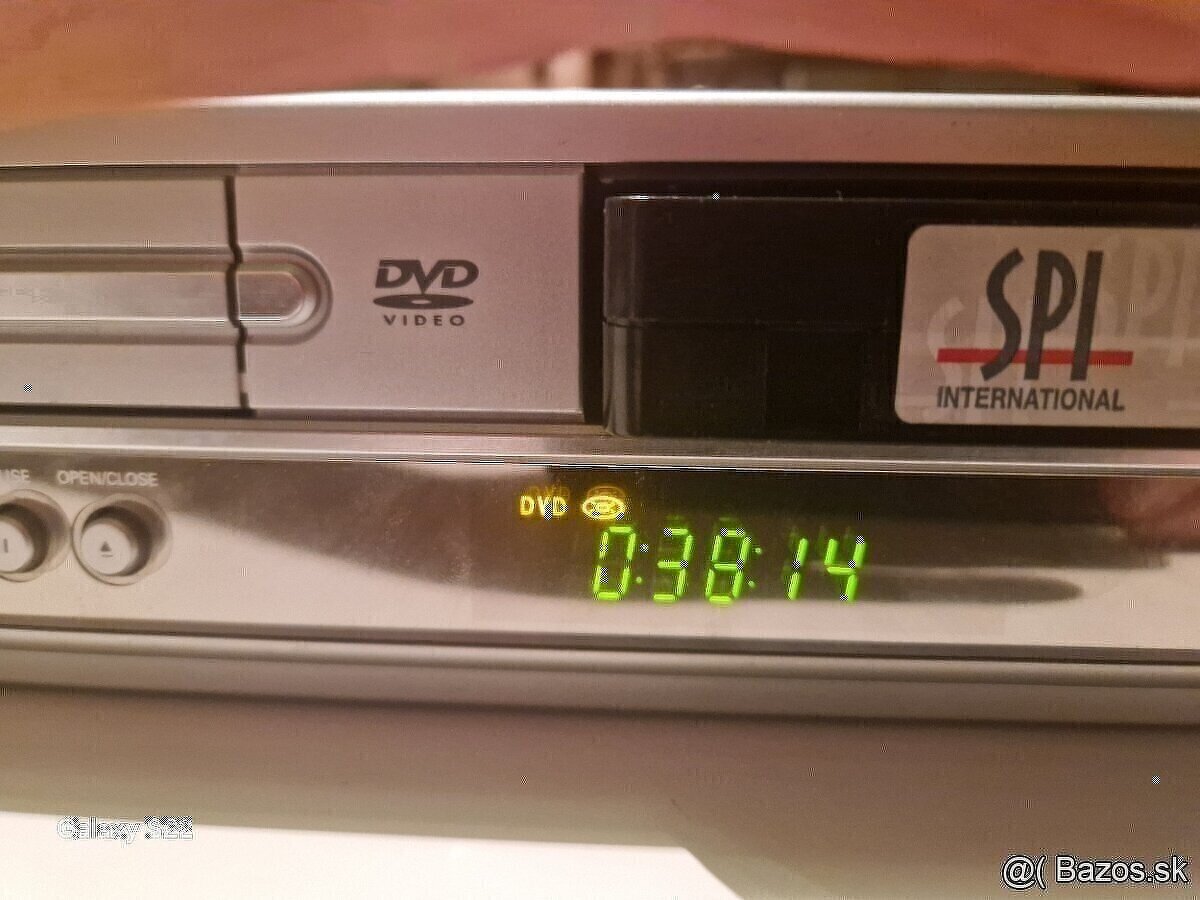 DVD
VIDEO
SPI
INTERNATIONAL
OPEN/CLOSE
DVD
0:38:14
Galaxy S22
@( Bazos.sk